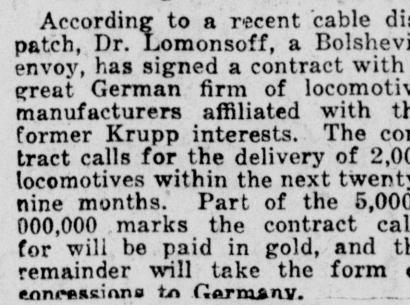 According to a recent cable dis
patch, Dr. Lomonsoff, a Bolshevi
envoy, has signed a contract with
great German firm of locomotiv
manufacturers affiliated with th
former Krupp interests. The con
tract calls for the delivery of 2,00
locomotives within the next twenty
nine months. Part of the 5,000
000,000 marks the contract cal
for will be paid in gold, and th
remainder will take the form
concessions to Germany.